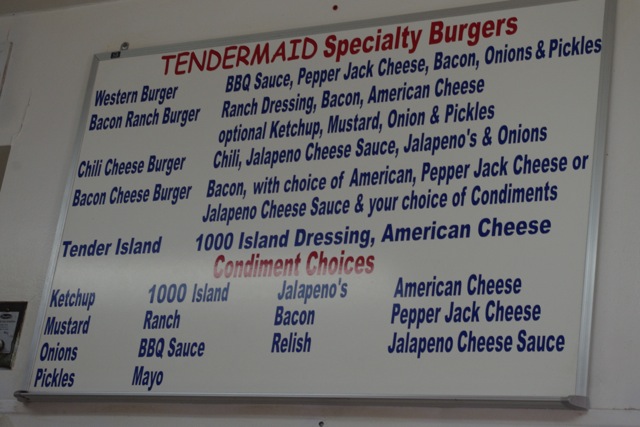 TENDERMAID Specialty Burgers
Western Burger BBQ Sauce, Pepper Jack Cheese, Bacon, Onions & Pickles
Bacon Ranch Burger Ranch Dressing, Bacon, American Cheese
optional Ketchup, Mustard, Onion & Pickles
Chili Cheese Burger Chili, Jalapeno Cheese Sauce, Jalapeno's & Onions
Bacon Cheese Burger Bacon, with choice of American, Pepper Jack Cheese or
Jalapeno Cheese Sauce & your choice of Condiments
Tender Island 1000 Island Dressing, American Cheese
Condiment Choices
Ketchup 1000 Island Jalapeno's American Cheese
Mustard Ranch Bacon Pepper Jack Cheese
Onions BBQ Sauce Relish Jalapeno Cheese Sauce
Pickles Mayo